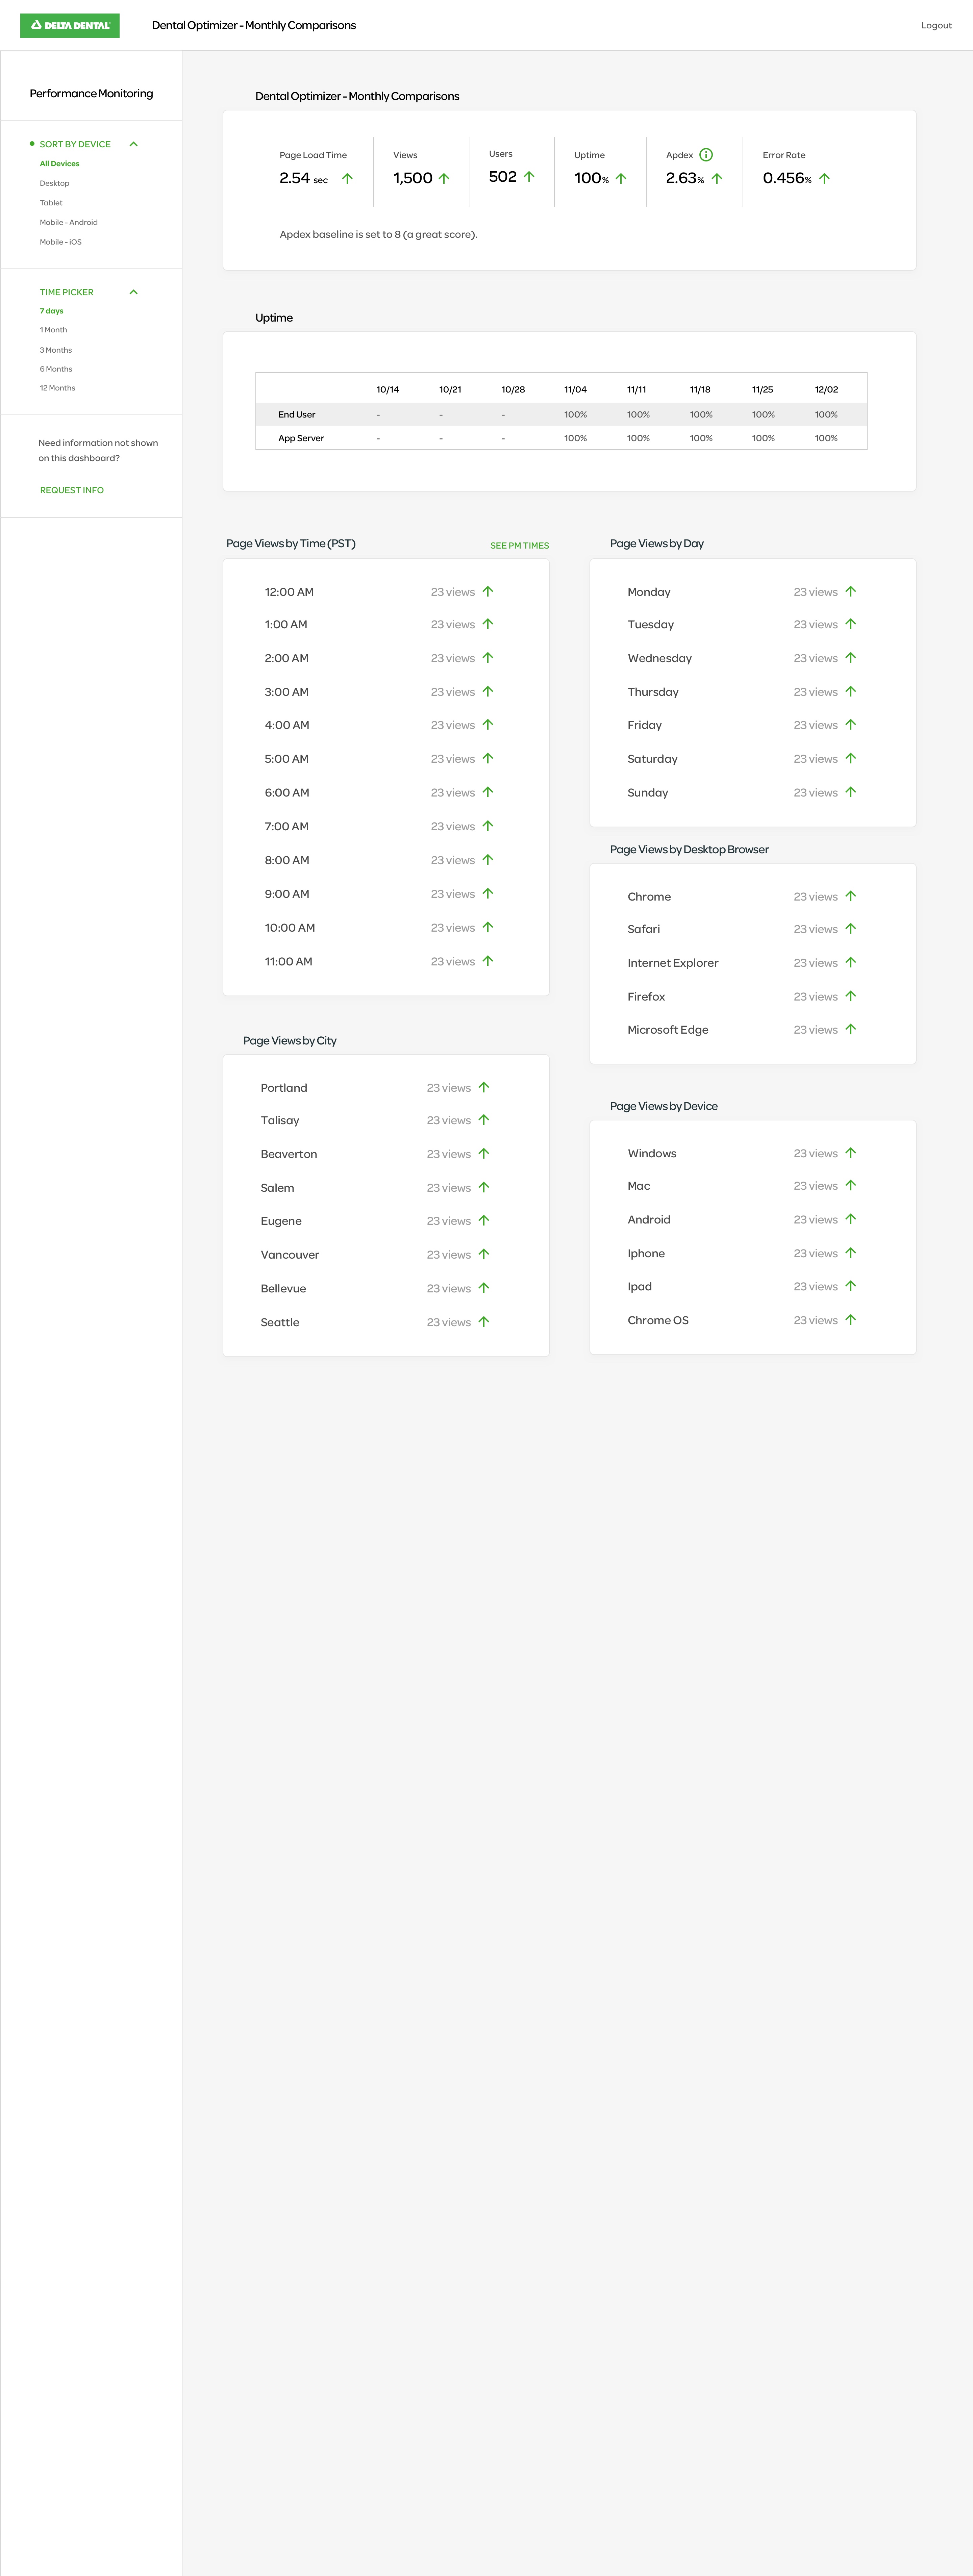 DELTA DENTAL
Dental Optimizer - Monthly Comparisons
Logout
Performance Monitoring
SORT BY DEVICE
All Devices
Desktop
Tablet
Mobile - Android
Mobile - iOS
TIME PICKER
7 days
1 Month
3 Months
6 Months
12 Months
Need information not shown
on this dashboard?
REQUEST INFO
Dental Optimizer - Monthly Comparisons
Page Load Time
2.54 sec
Views
1,500
Users
502
Uptime
100%
Apdex
2.63%
Error Rate
0.456%
Apdex baseline is set to 8 (a great score).
Uptime
10/14 10/21 10/28 11/04 11/11 11/18 11/25 12/02
End User - - - 100% 100% 100% 100% 100%
App Server - - - 100% 100% 100% 100% 100%
Page Views by Time (PST)
SEE PM TIMES
12:00 AM 23 views
1:00 AM 23 views
2:00 AM 23 views
3:00 AM 23 views
4:00 AM 23 views
5:00 AM 23 views
6:00 AM 23 views
7:00 AM 23 views
8:00 AM 23 views
9:00 AM 23 views
10:00 AM 23 views
11:00 AM 23 views
Page Views by City
Portland 23 views
Talisay 23 views
Beaverton 23 views
Salem 23 views
Eugene 23 views
Vancouver 23 views
Bellevue 23 views
Seattle 23 views
Page Views by Day
Monday 23 views
Tuesday 23 views
Wednesday 23 views
Thursday 23 views
Friday 23 views
Saturday 23 views
Sunday 23 views
Page Views by Desktop Browser
Chrome 23 views
Safari 23 views
Internet Explorer 23 views
Firefox 23 views
Microsoft Edge 23 views
Page Views by Device
Windows 23 views
Mac 23 views
Android 23 views
Iphone 23 views
Ipad 23 views
Chrome OS 23 views